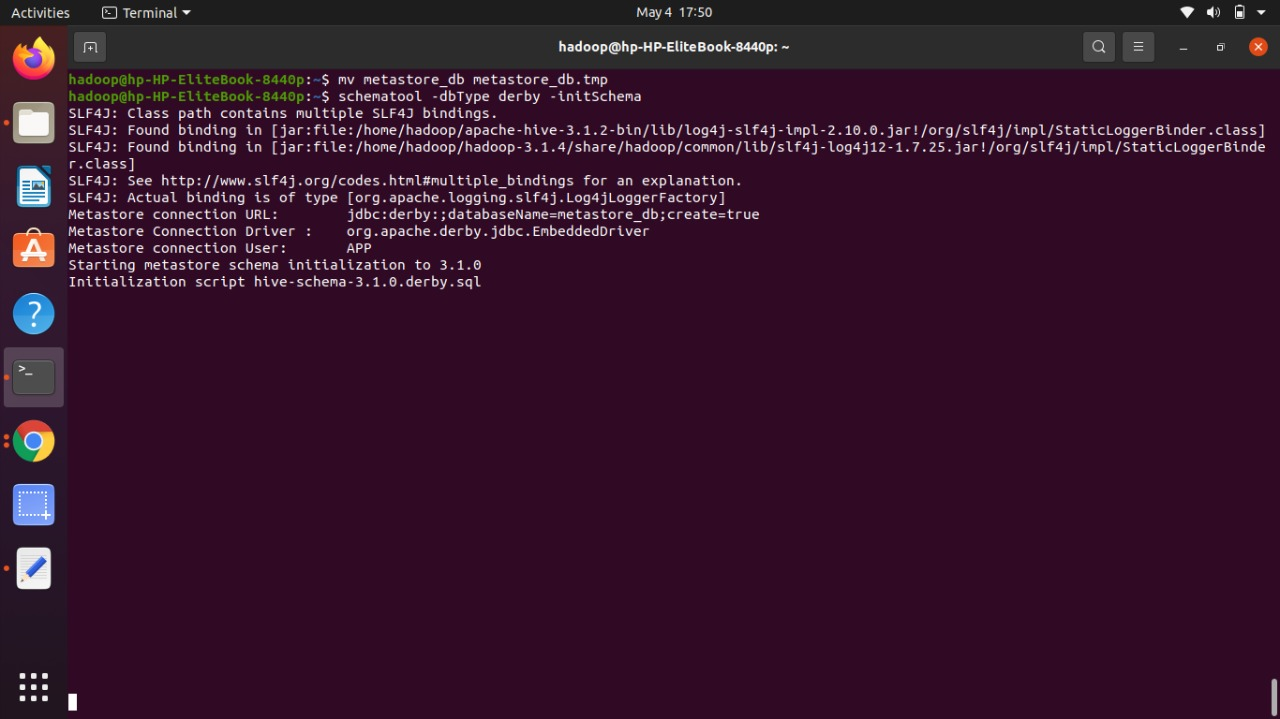 Activities
Terminal
May 4 17:50
hadoop@hp-HP-EliteBook-8440p: ~
hadoop@hp-HP-EliteBook-8440p:~$ mv metastore_db metastore_db.tmp
hadoop@hp-HP-EliteBook-8440p:~$ schematool -dbType derby -initSchema
SLF4J: Class path contains multiple SLF4J bindings.
SLF4J: Found binding in [jar:file:/home/hadoop/apache-hive-3.1.2-bin/lib/log4j-slf4j-impl-2.10.0.jar!/org/slf4j/impl/StaticLoggerBinder.class]
SLF4J: Found binding in [jar:file:/home/hadoop/hadoop-3.1.4/share/hadoop/common/lib/slf4j-log4j12-1.7.25.jar!/org/slf4j/impl/StaticLoggerBinde
r.class]
SLF4J: See http://www.slf4j.org/codes.html#multiple_bindings for an explanation.
SLF4J: Actual binding is of type [org.apache.logging.slf4j.Log4jLoggerFactory]
Metastore connection URL:        jdbc:derby:;databaseName=metastore_db;create=true
Metastore Connection Driver :    org.apache.derby.jdbc.EmbeddedDriver
Metastore connection User:       APP
Starting metastore schema initialization to 3.1.0
Initialization script hive-schema-3.1.0.derby.sql